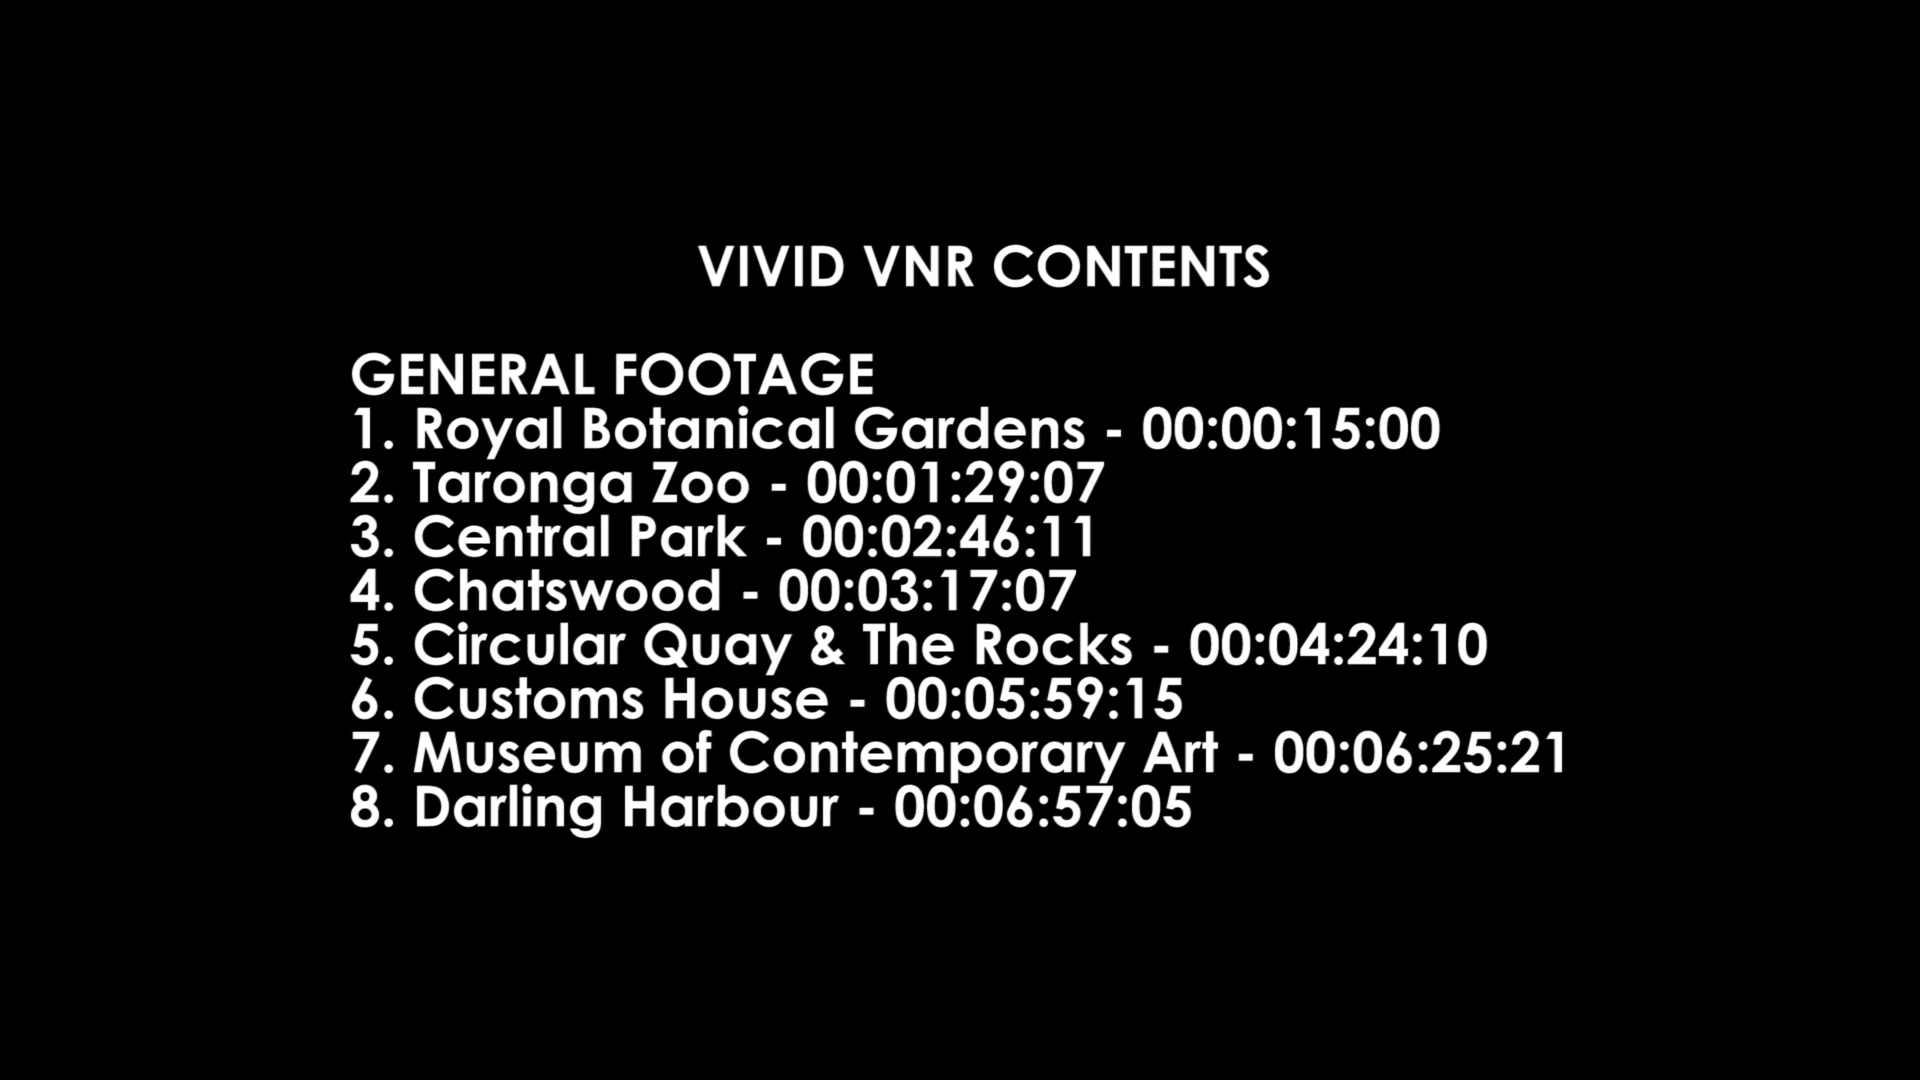 VIVID VNR CONTENTS
GENERAL FOOTAGE
1. Royal Botanical Gardens - 00:00:15:00
2. Taronga Zoo - 00:01:29:07
3. Central Park - 00:02:46:11
4. Chatswood - 00:03:17:07
5. Circular Quay & The Rocks - 00:04:24:10
6. Customs House - 00:05:59:15
7. Museum of Contemporary Art - 00:06:25:21
8. Darling Harbour - 00:06:57:05